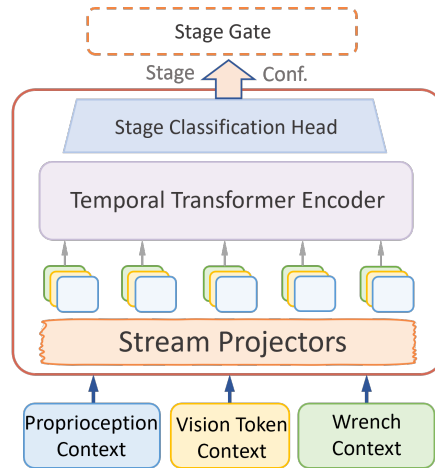 Stage Gate
Stage Conf.
Stage Classification Head
Temporal Transformer Encoder
Stream Projectors
Proprioception
Context
Vision Token
Context
Wrench
Context